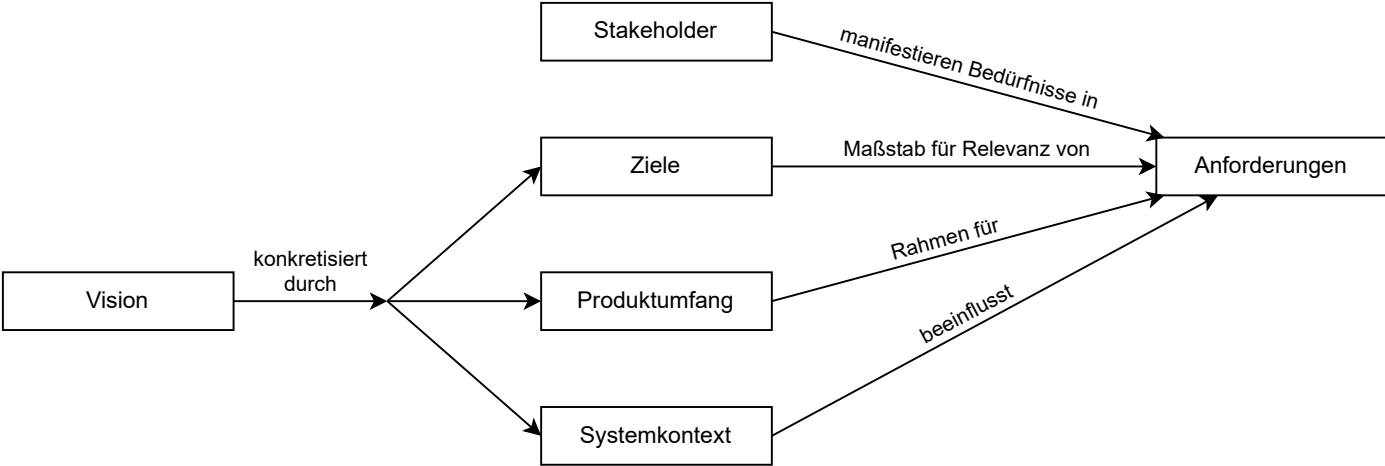 Stakeholder
manifestieren Bedürfnisse in
Ziele
Maßstab für Relevanz von
Anforderungen
Vision
konkretisiert
durch
Produktumfang
Rahmen für
Systemkontext
beeinflusst